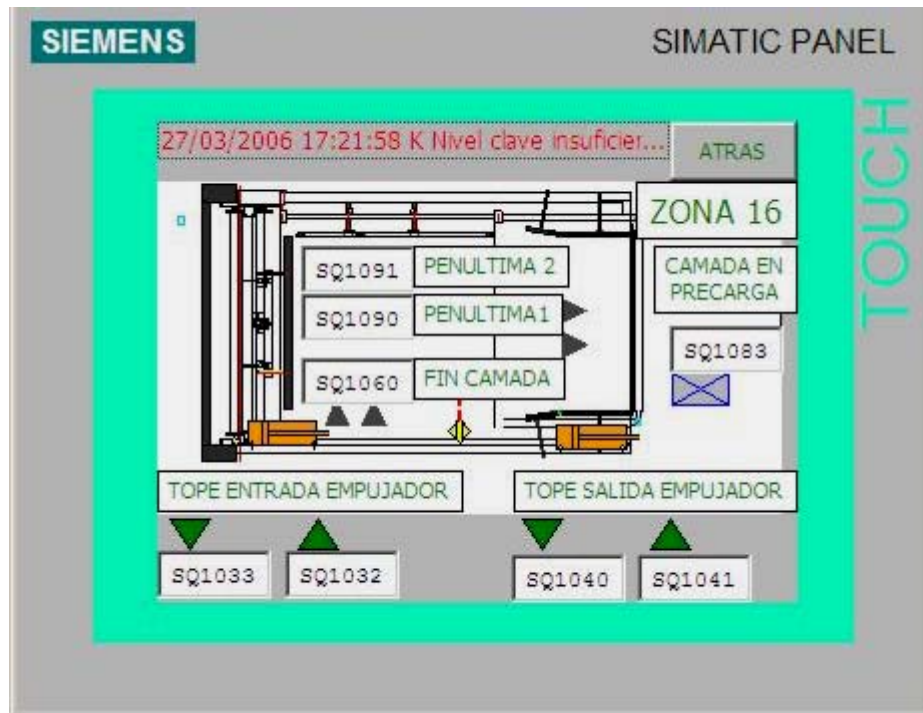 SIEMENS
SIMATIC PANEL
TOUCH
27/03/2006 17:21:58 K Nivel clave insuficier...
ATRAS
ZONA 16
SQ1091 PENULTIMA 2
CAMADA EN
PRECARGA
SQ1090 PENULTIMA1
SQ1083
SQ1060 FIN CAMADA
TOPE ENTRADA EMPUJADOR
TOPE SALIDA EMPUJADOR
SQ1033 SQ1032 SQ1040 SQ1041